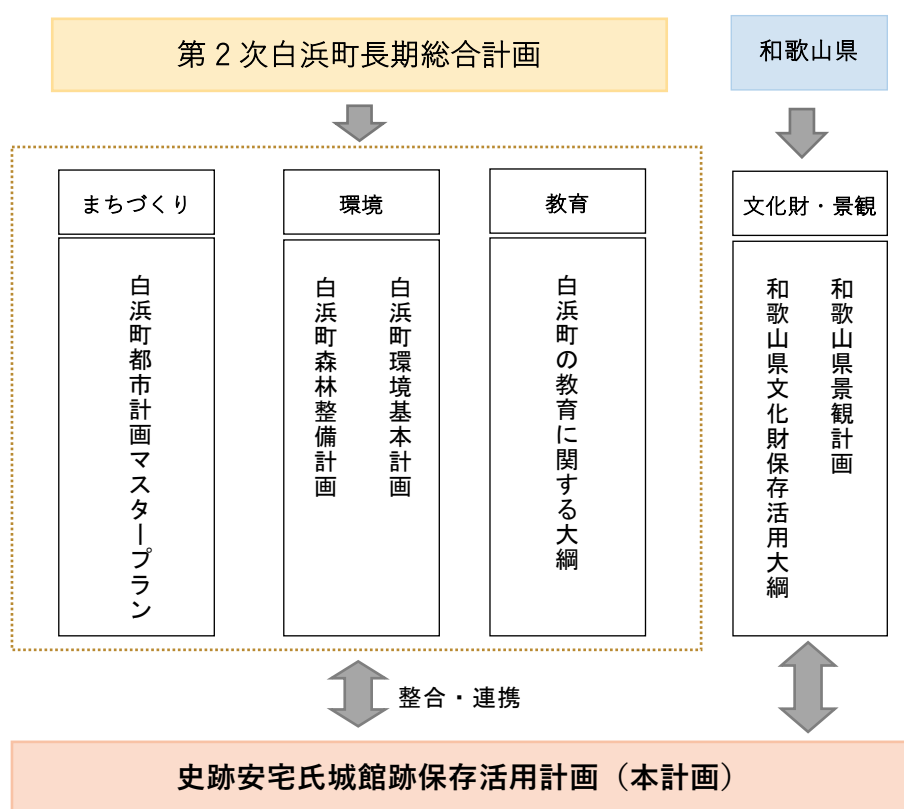 第2次白浜町長期総合計画
和歌山県
まちづくり
白浜町都市計画マスタープラン
環境
白浜町環境基本計画
白浜町森林整備計画
教育
白浜町の教育に関する大綱
文化財・景観
和歌山県景観計画
和歌山県文化財保存活用大綱
整合・連携
史跡安宅氏城館跡保存活用計画（本計画）